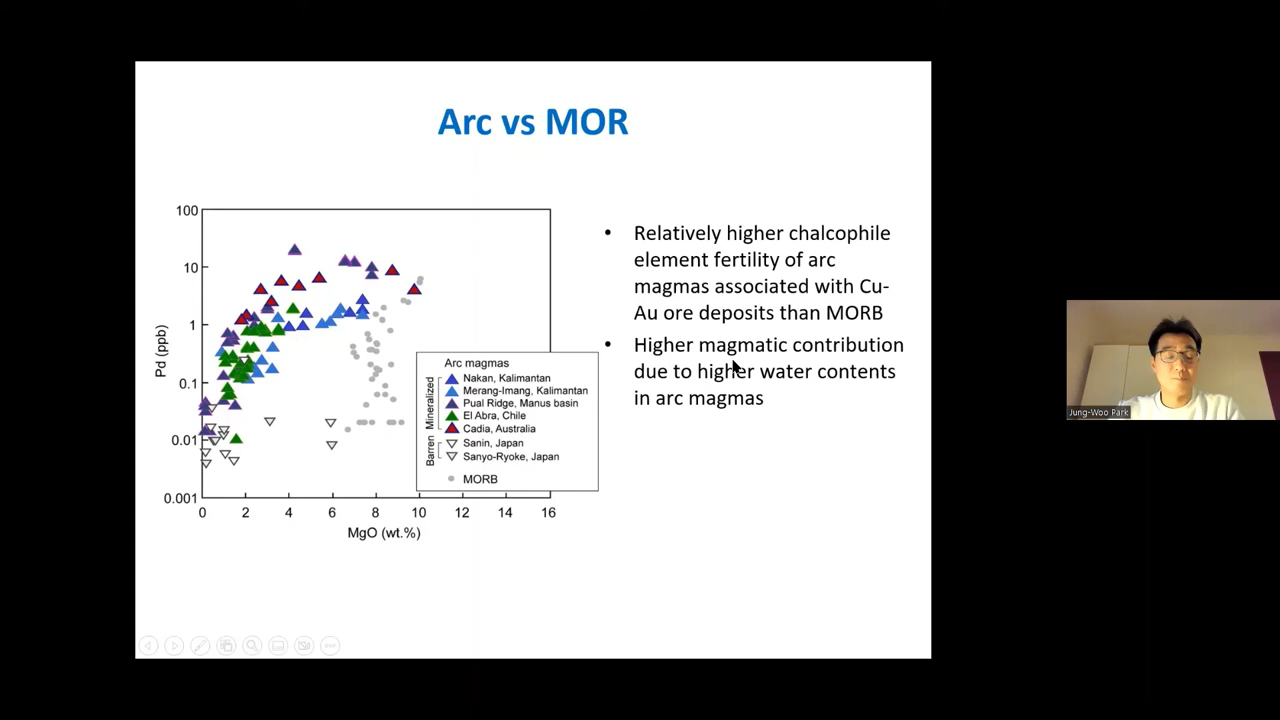 Arc vs MOR
Relatively higher chalcophile
element fertility of arc
magmas associated with Cu-
Au ore deposits than MORB
Higher magmatic contribution
due to higher water contents
in arc magmas
Pd (ppb)
100
10
1
0.1
0.01
0.001
0 2 4 6 8 10 12 14 16
MgO (wt.%)
Arc magmas
Mineralized
Nakan, Kalimantan
Merang-Imang, Kalimantan
Pual Ridge, Manus basin
El Abra, Chile
Cadia, Australia
Barren
Sanin, Japan
Sanyo-Ryoke, Japan
MORB
Jung-Woo Park